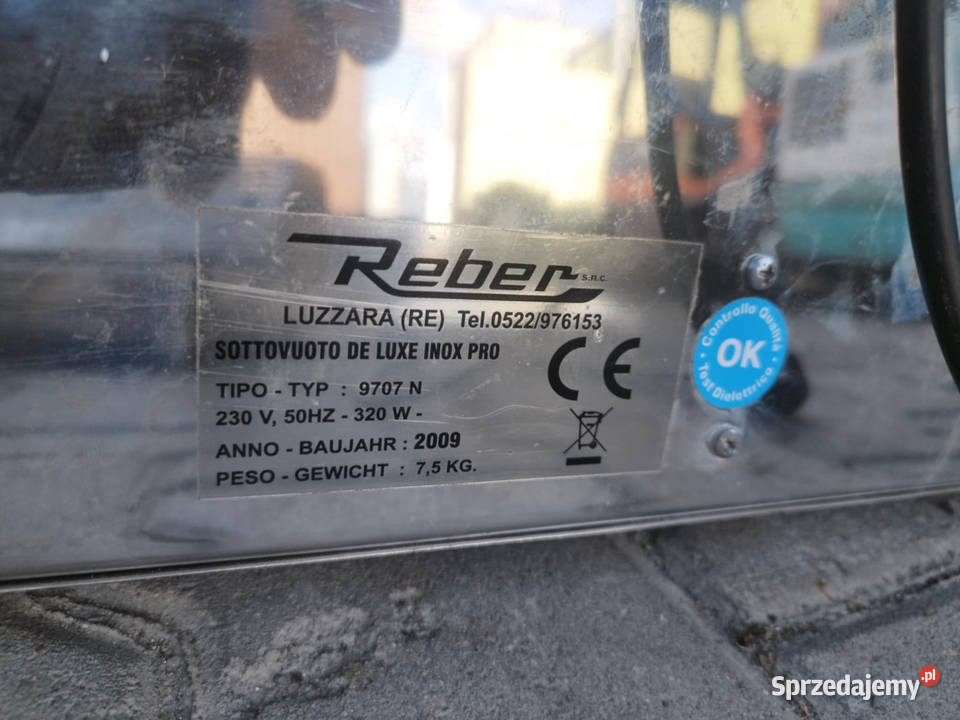 Reber s.n.c.
LUZZARA (RE) Tel.0522/976153
SOTTOVUOTO DE LUXE INOX PRO
CE
TIPO - TYP : 9707 N
230 V, 50HZ - 320 W -
ANNO - BAUJAHR : 2009
PESO - GEWICHT : 7,5 KG.
Controllo Qualità
OK
Test Dielettrico
Sprzedajemy.pl